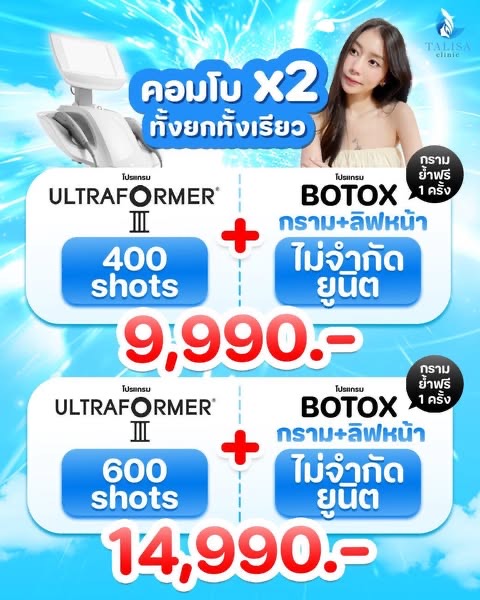 TALISA
clinic
คอมโบ x2
ทั้งยกทั้งเรียว
โปรแกรม
ULTRAFORMER®
III
400
shots
+
โปรแกรม
BOTOX
กราม+ลิฟหน้า
ไม่จำกัด
ยูนิต
กราม
ย้ำฟรี
1 ครั้ง
9,990.-
โปรแกรม
ULTRAFORMER®
III
600
shots
+
โปรแกรม
BOTOX
กราม+ลิฟหน้า
ไม่จำกัด
ยูนิต
กราม
ย้ำฟรี
1 ครั้ง
14,990.-